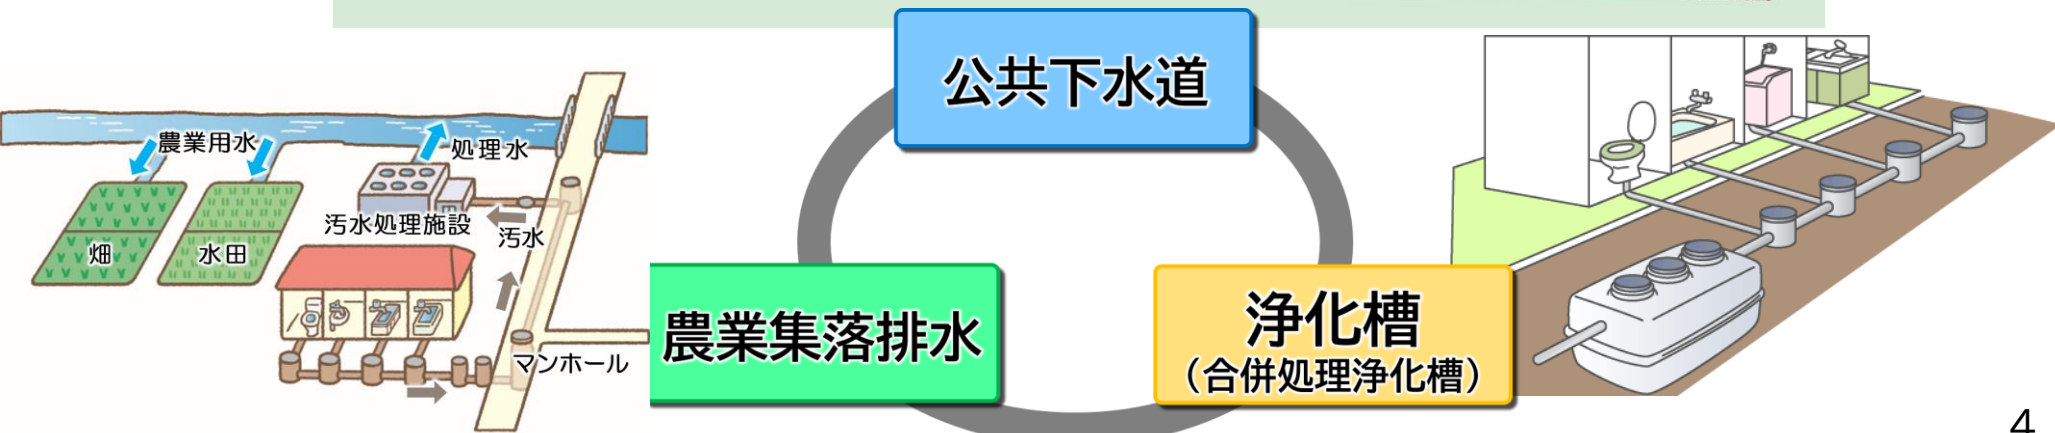 公共下水道
農業用水
処理水
汚水処理施設
汚水
畑
水田
マンホール
農業集落排水
浄化槽
（合併処理浄化槽）
4